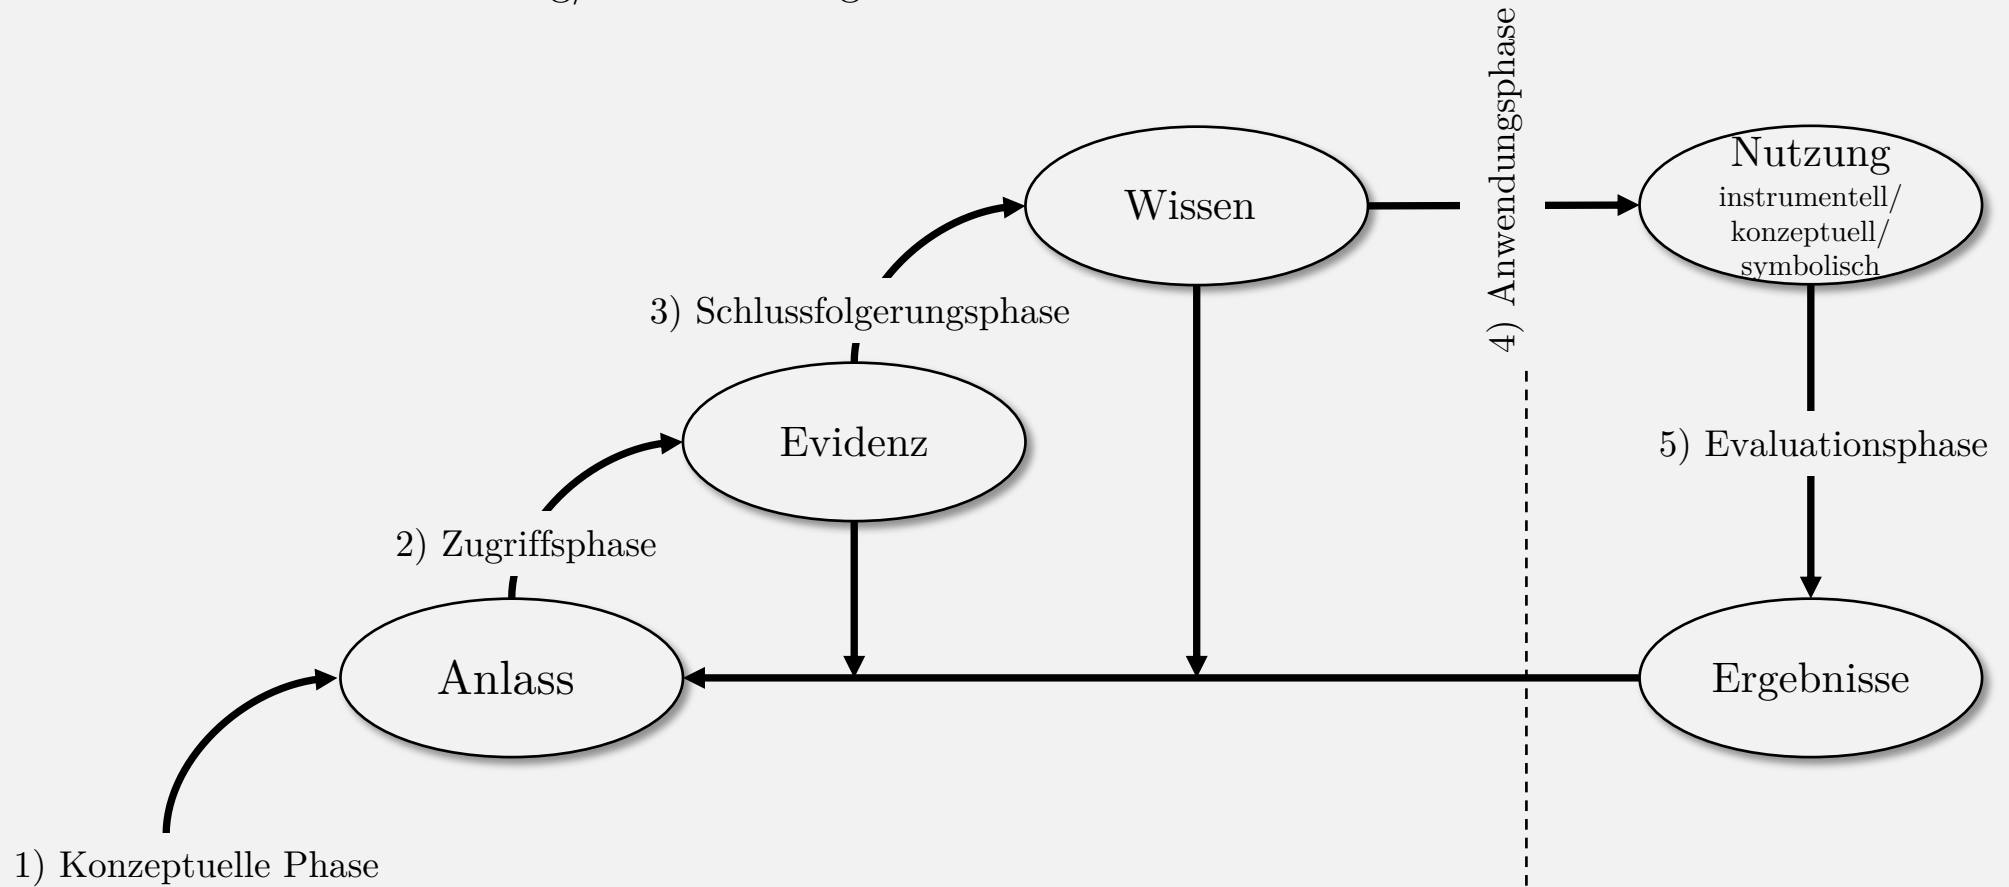 4) Anwendungsphase
Wissen
Nutzung
instrumentell/
konzeptuell/
symbolisch
3) Schlussfolgerungsphase
Evidenz
5) Evaluationsphase
2) Zugriffsphase
Anlass
Ergebnisse
1) Konzeptuelle Phase